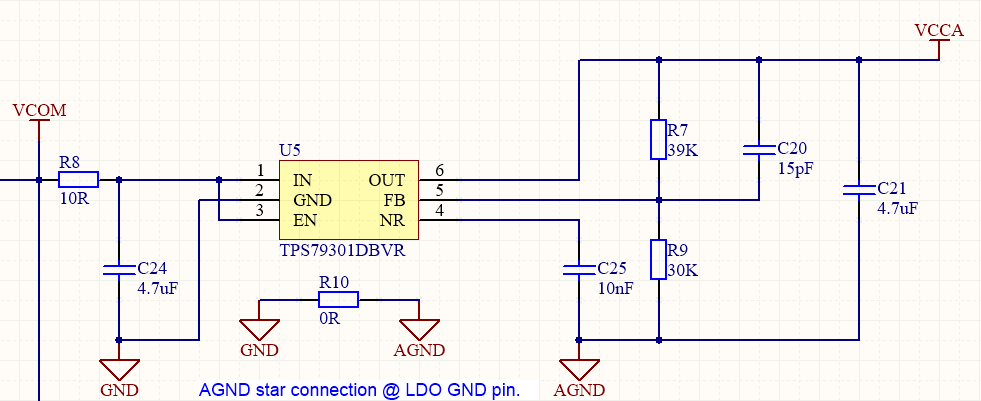 VCCA
VCOM
R8
10R
U5
1 IN OUT 6
2 GND FB 5
3 EN NR 4
TPS79301DBVR
R7
39K
C20
15pF
C21
4.7uF
C24
4.7uF
R10
0R
C25
10nF
R9
30K
GND
AGND
GND
AGND
AGND star connection @ LDO GND pin.